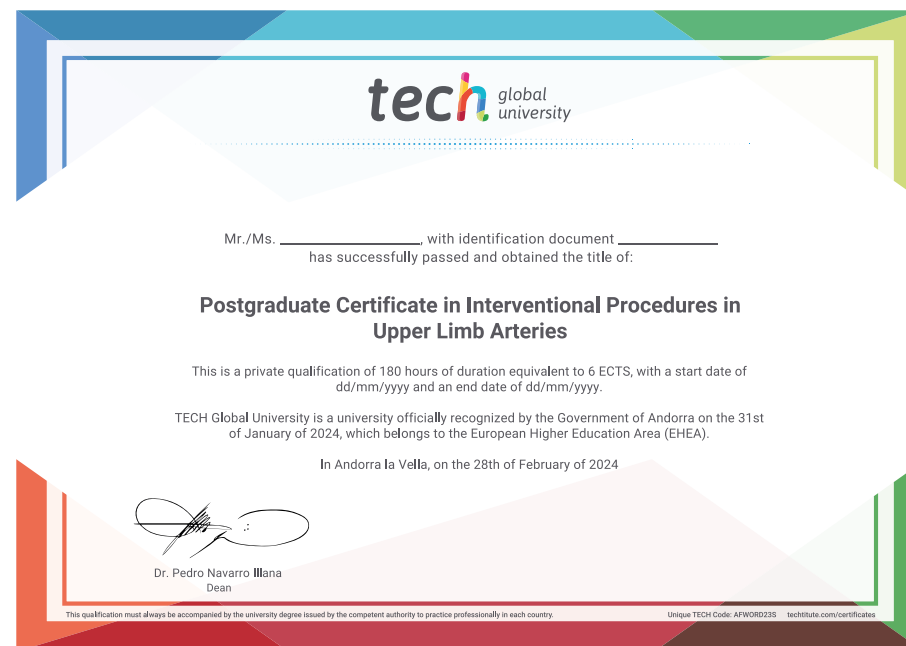 tech global university
Mr./Ms. ____________, with identification document ____________
has successfully passed and obtained the title of:
Postgraduate Certificate in Interventional Procedures in
Upper Limb Arteries
This is a private qualification of 180 hours of duration equivalent to 6 ECTS, with a start date of
dd/mm/yyyy and an end date of dd/mm/yyyy.
TECH Global University is a university officially recognized by the Government of Andorra on the 31st
of January of 2024, which belongs to the European Higher Education Area (EHEA).
In Andorra la Vella, on the 28th of February of 2024
Dr. Pedro Navarro Illana
Dean
This qualification must always be accompanied by the university degree issued by the competent authority to practice professionally in each country.
Unique TECH Code: AFWORD23S techtitute.com/certificates